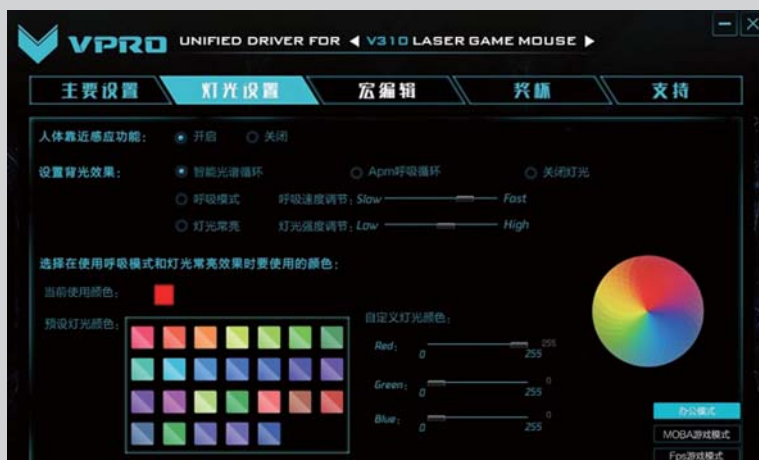 VPRO UNIFIED DRIVER FOR V310 LASER GAME MOUSE
主要设置 灯光设置 宏编辑 奖杯 支持
人体靠近感应功能： 开启 关闭
设置背光效果： 智能光谱循环 Apm呼吸循环 关闭灯光
呼吸模式 呼吸速度调节：Slow Fast
灯光常亮 灯光强度调节：Low High
选择在使用呼吸模式和灯光常亮效果时要使用的颜色：
当前使用颜色：
预设灯光颜色： 自定义灯光颜色：
Red： 0 255 255
Green： 0 255 0
Blue： 0 255 0
办公模式
MOBA游戏模式
Fps游戏模式